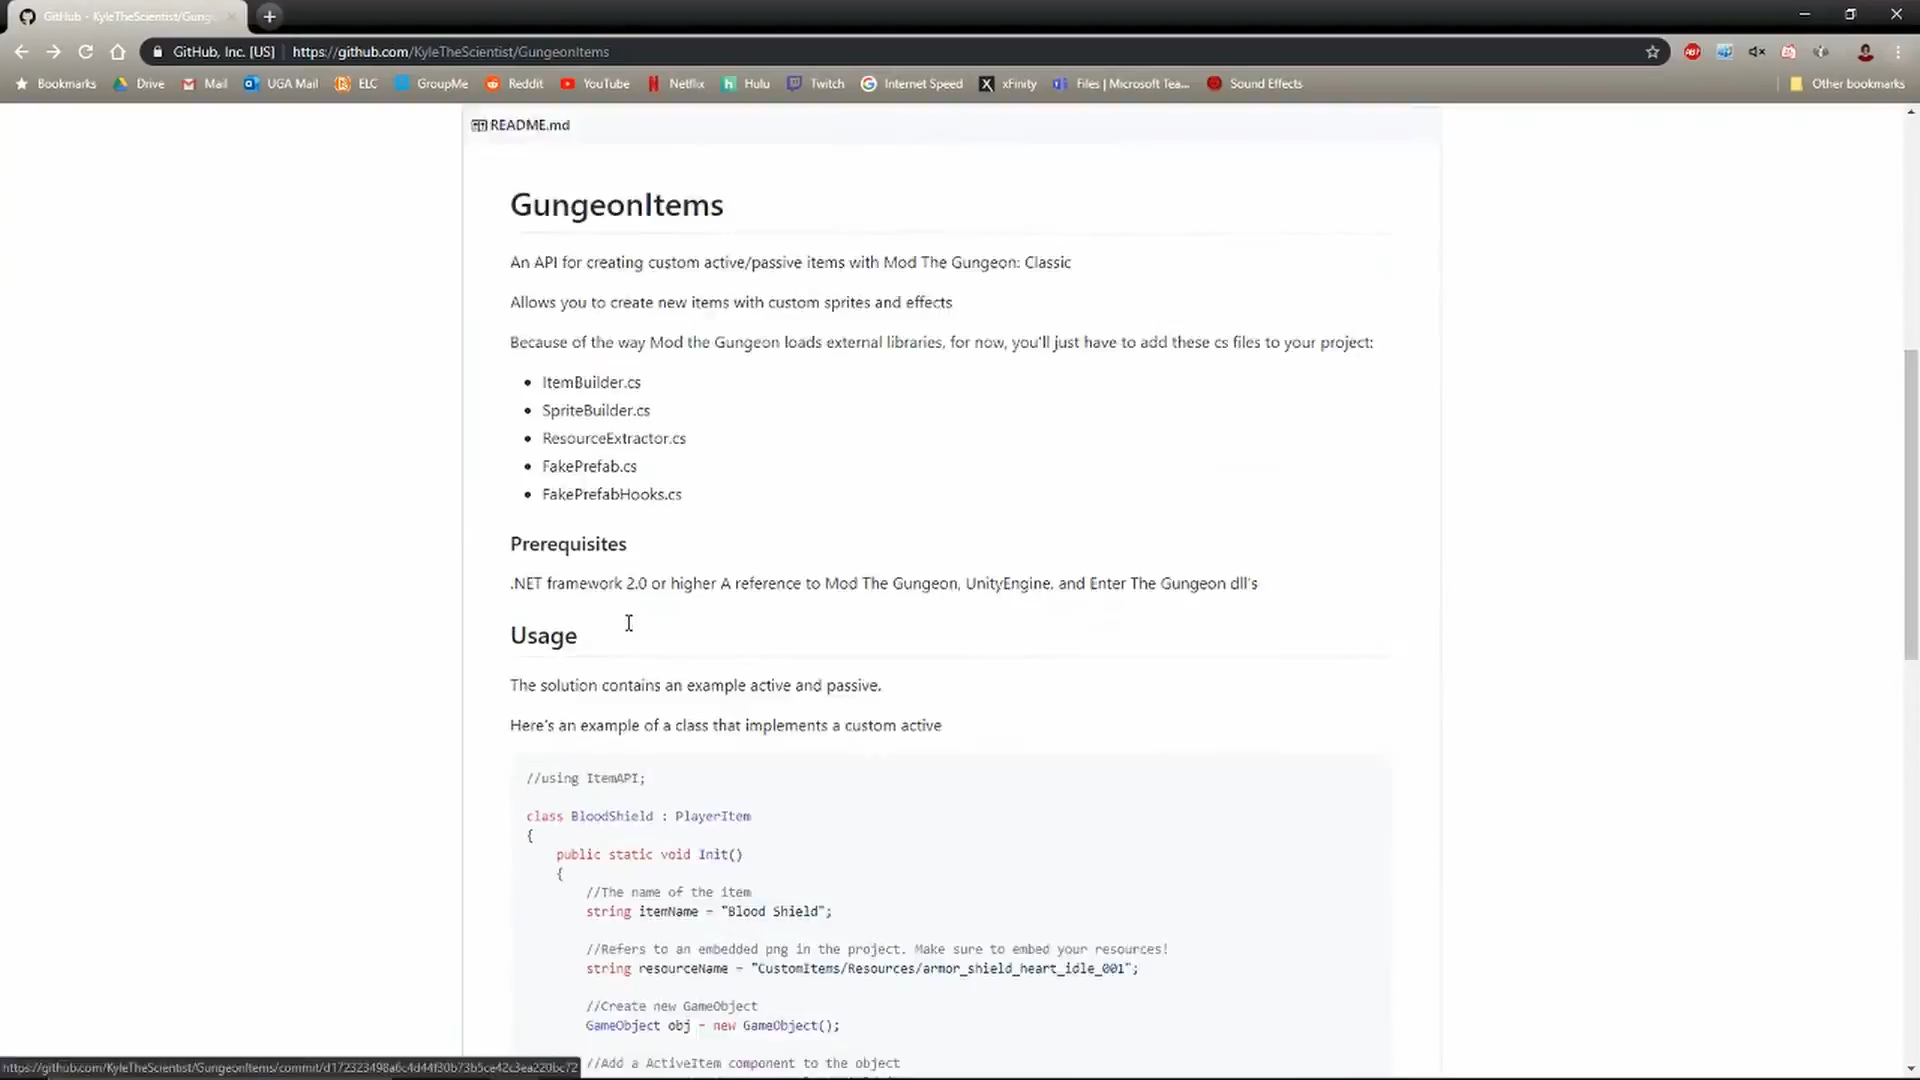 GitHub - KyleTheScientist/Gunge
GitHub, Inc. [US] | https://github.com/KyleTheScientist/GungeonItems
Bookmarks Drive Mail UGA Mail ELC GroupMe Reddit YouTube Netflix Hulu Twitch Internet Speed xFinity Files | Microsoft Tea... Sound Effects Other bookmarks
README.md
GungeonItems
An API for creating custom active/passive items with Mod The Gungeon: Classic
Allows you to create new items with custom sprites and effects
Because of the way Mod the Gungeon loads external libraries, for now, you'll just have to add these cs files to your project:
• ItemBuilder.cs
• SpriteBuilder.cs
• ResourceExtractor.cs
• FakePrefab.cs
• FakePrefabHooks.cs
Prerequisites
.NET framework 2.0 or higher A reference to Mod The Gungeon, UnityEngine, and Enter The Gungeon dll's
Usage
The solution contains an example active and passive.
Here's an example of a class that implements a custom active
//using ItemAPI;
class BloodShield : PlayerItem
{
public static void Init()
{
//The name of the item
string itemName = "Blood Shield";
//Refers to an embedded png in the project. Make sure to embed your resources!
string resourceName = "CustomItems/Resources/armor_shield_heart_idle_001";
//Create new GameObject
GameObject obj = new GameObject();
//Add a ActiveItem component to the object
https://github.com/KyleTheScientist/GungeonItems/commit/d172323498a6c4d44f30b73b5ce42c3ea220bc72